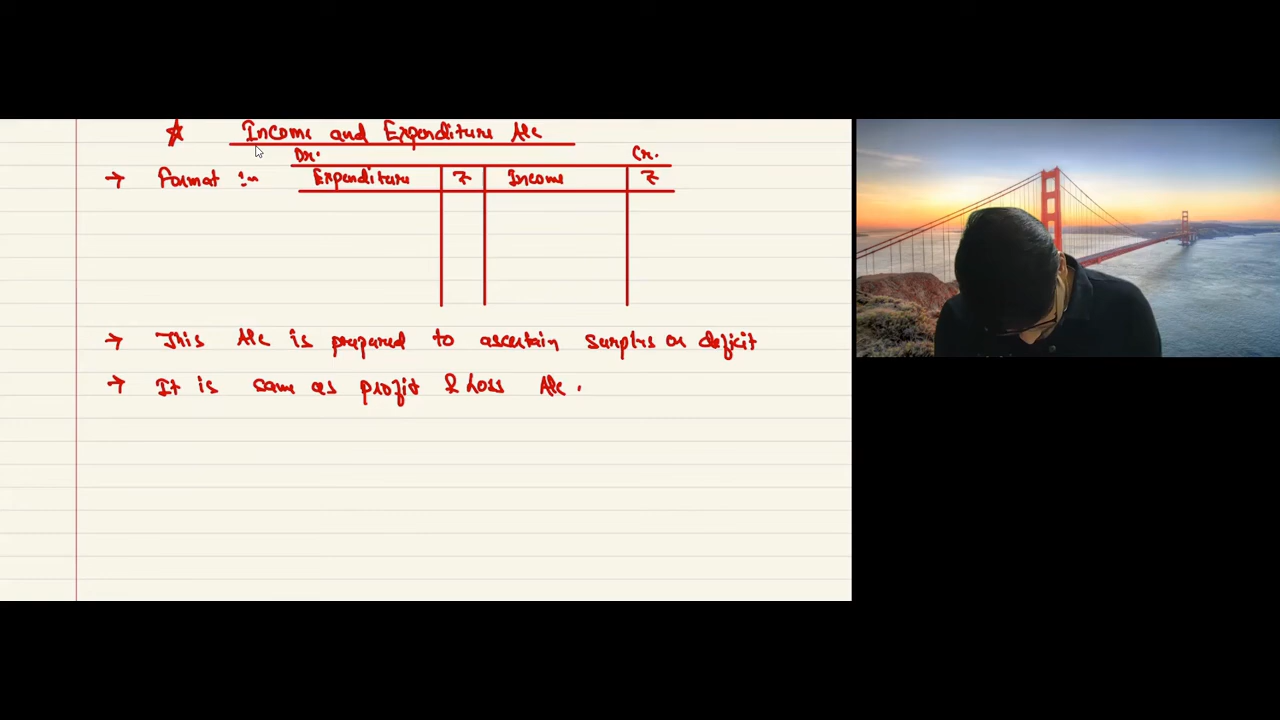 ☆ Income and Expenditure A/c
Dr. Cr.
→ Format :- Expenditure ₹ Income ₹
→ This A/c is prepared to ascertain surplus or deficit
→ It is same as profit & Loss A/c.